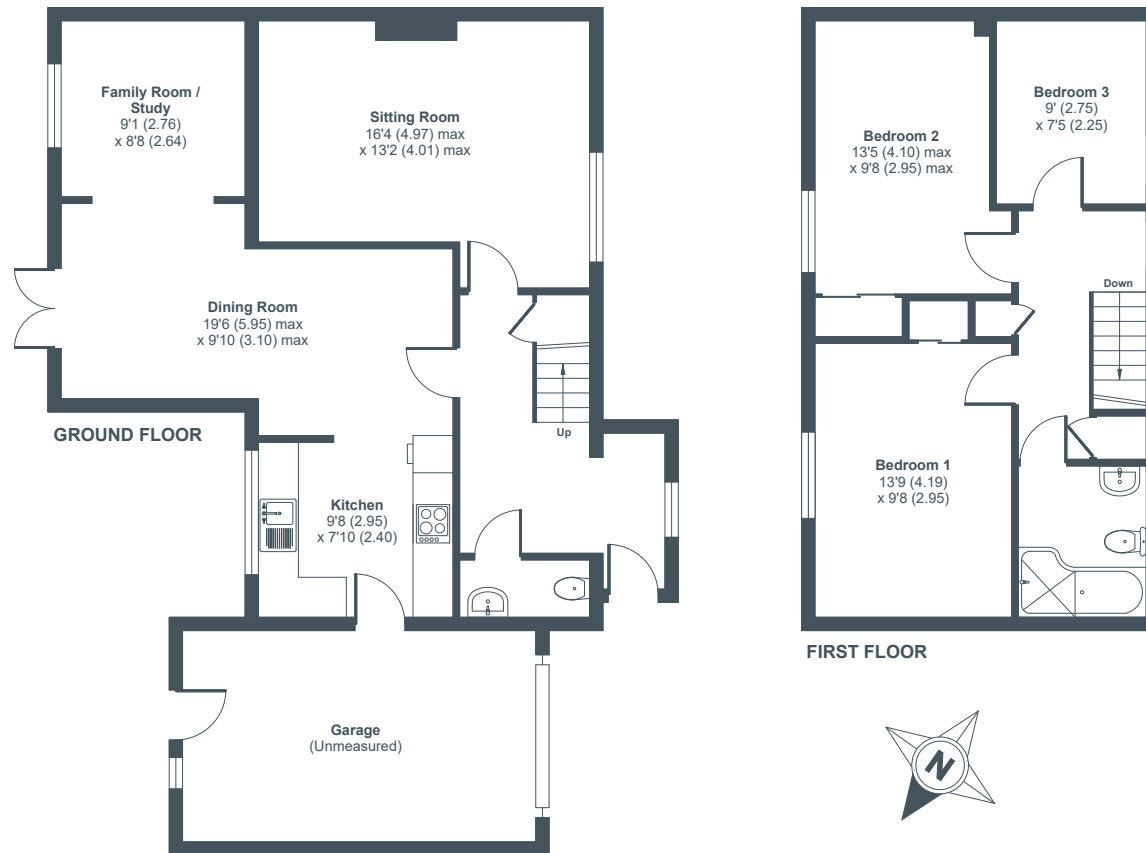 Family Room /
Study
9'1 (2.76)
x 8'8 (2.64)
Sitting Room
16'4 (4.97) max
x 13'2 (4.01) max
Dining Room
19'6 (5.95) max
x 9'10 (3.10) max
GROUND FLOOR
Up
Kitchen
9'8 (2.95)
x 7'10 (2.40)
Garage
(Unmeasured)
Bedroom 3
9' (2.75)
x 7'5 (2.25)
Bedroom 2
13'5 (4.10) max
x 9'8 (2.95) max
Down
Bedroom 1
13'9 (4.19)
x 9'8 (2.95)
FIRST FLOOR
N